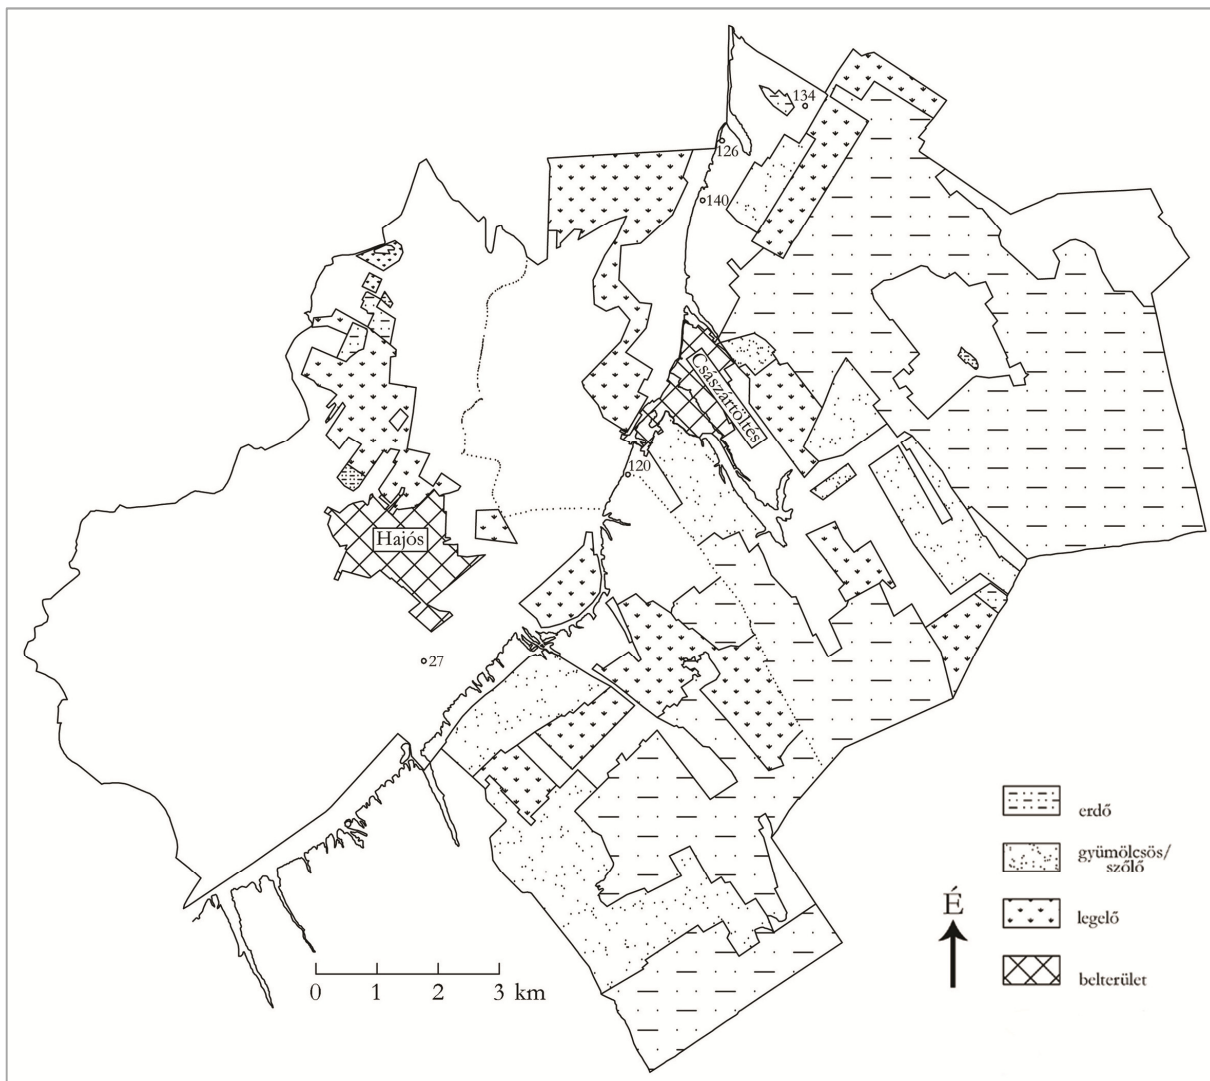 134
126
140
Császártöltés
120
Hajós
27
erdő
gyümölcsös/
szőlő
É
legelő
belterület
0 1 2 3 km